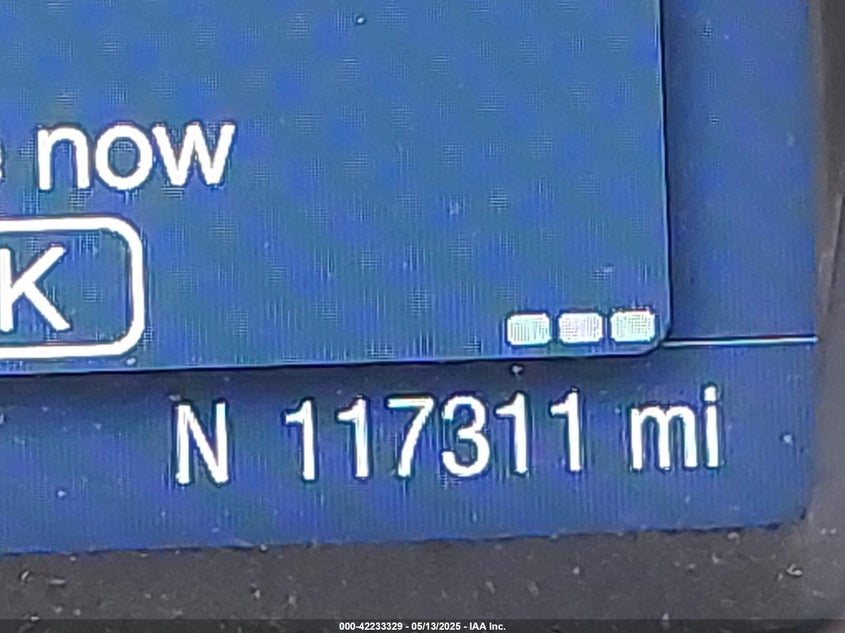 now
K
N 117311 mi
000-42233329 - 05/13/2025 - IAA Inc.